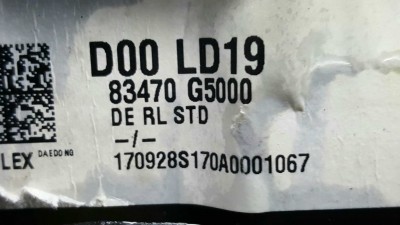 D00 LD19
83470 G5000
DE RL STD
-/-
LEX DAEDONG
170928S170A0001067